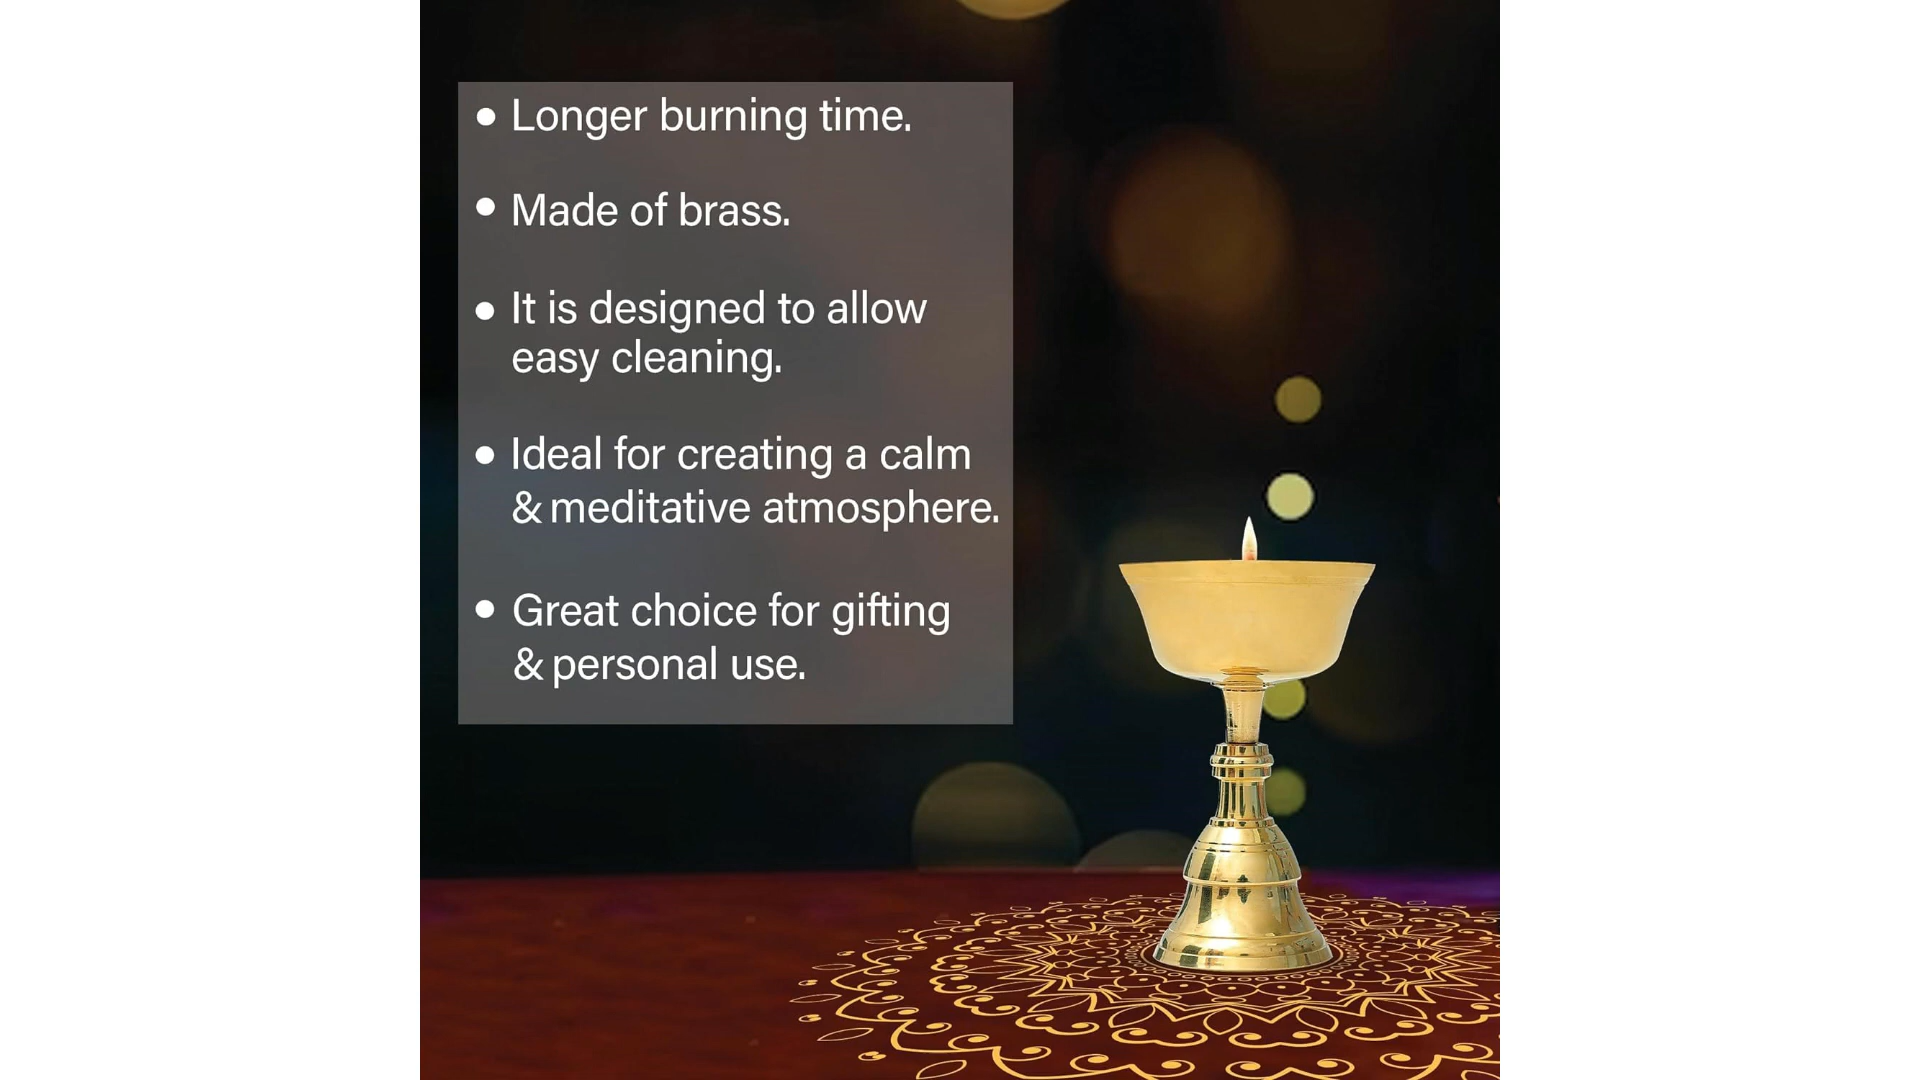 • Longer burning time.
• Made of brass.
• It is designed to allow
easy cleaning.
• Ideal for creating a calm
& meditative atmosphere.
• Great choice for gifting
& personal use.